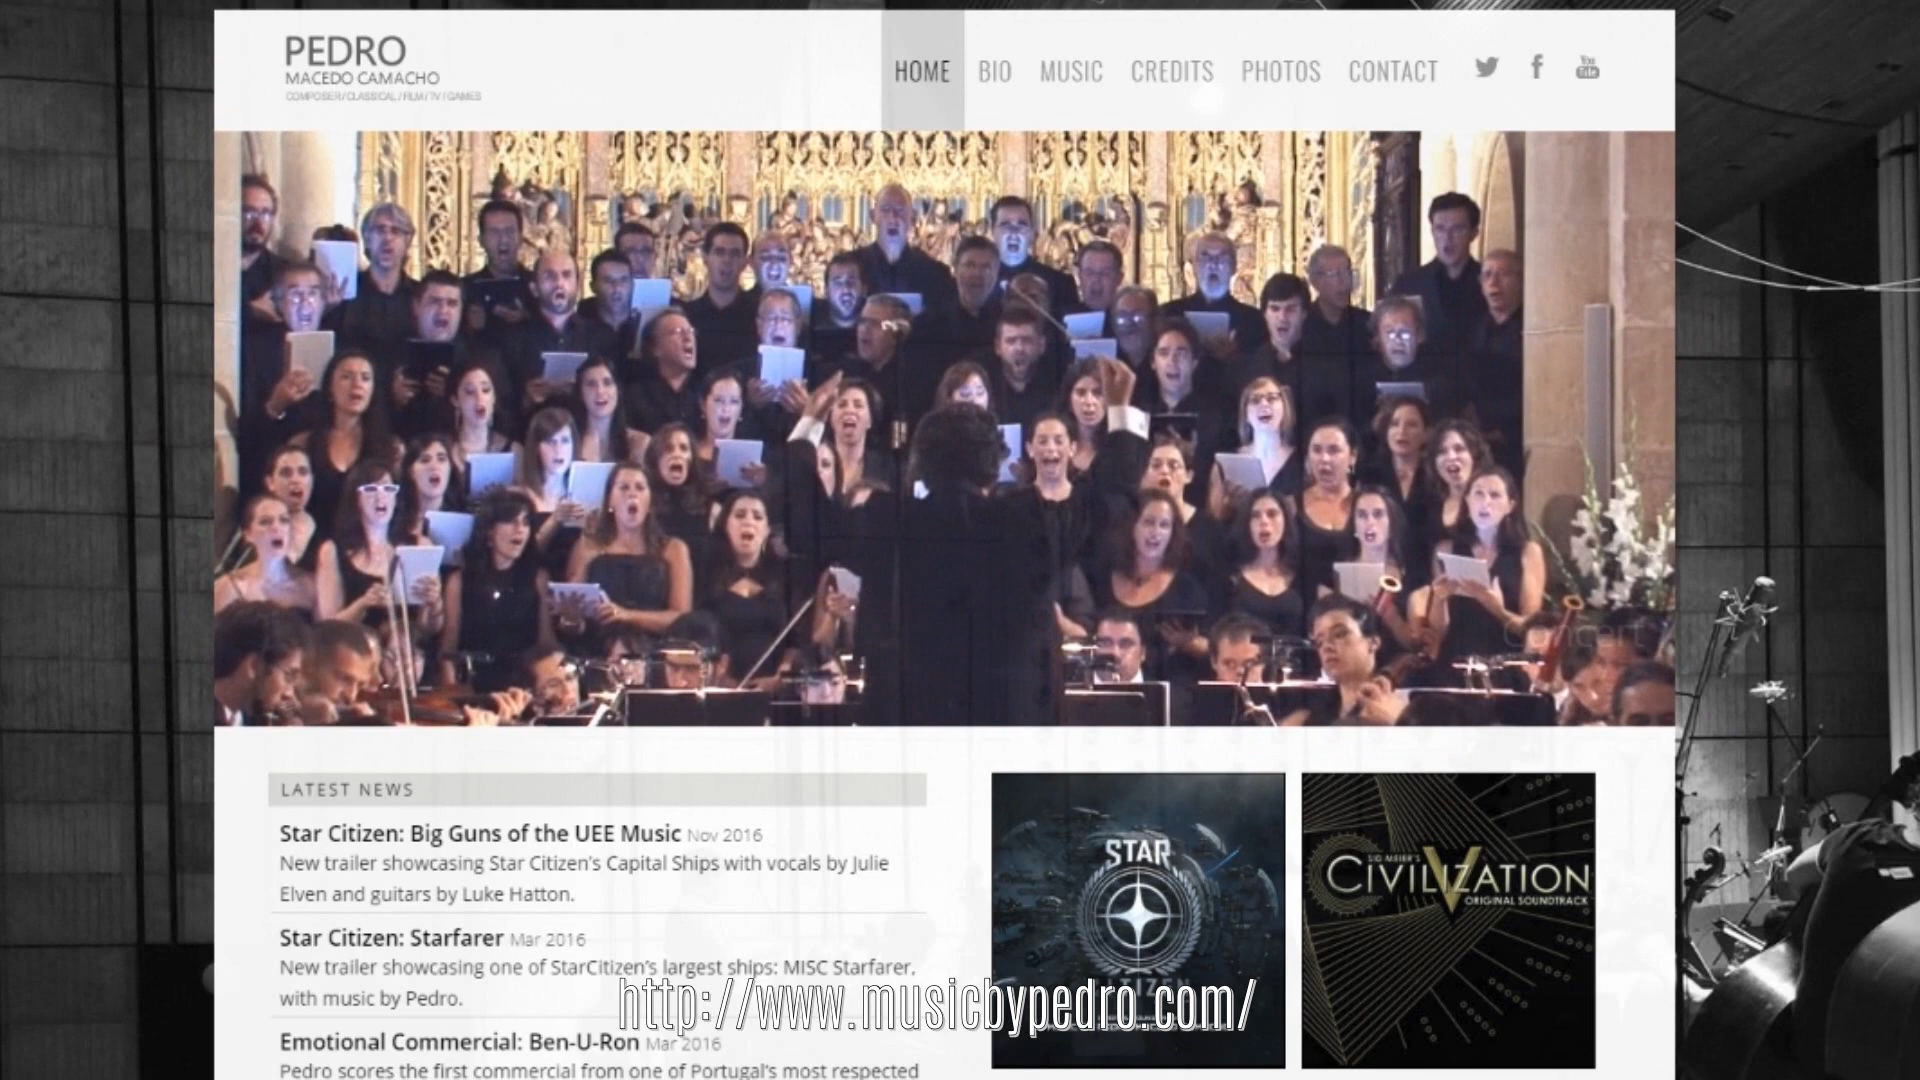 PEDRO
MACEDO CAMACHO
COMPOSER / CLASSICAL / FILM / TV / GAMES
HOME BIO MUSIC CREDITS PHOTOS CONTACT
You
Tube
Concert
LATEST NEWS
Star Citizen: Big Guns of the UEE Music Nov 2016
New trailer showcasing Star Citizen's Capital Ships with vocals by Julie
Elven and guitars by Luke Hatton.
Star Citizen: Starfarer Mar 2016
New trailer showcasing one of StarCitizen's largest ships: MISC Starfarer,
with music by Pedro.
Emotional Commercial: Ben-U-Ron Mar 2016
Pedro scores the first commercial from one of Portugal's most respected
STAR
CITIZEN
SID MEIER'S
CIVILIZATION
V
ORIGINAL SOUNDTRACK
http://www.musicbypedro.com/